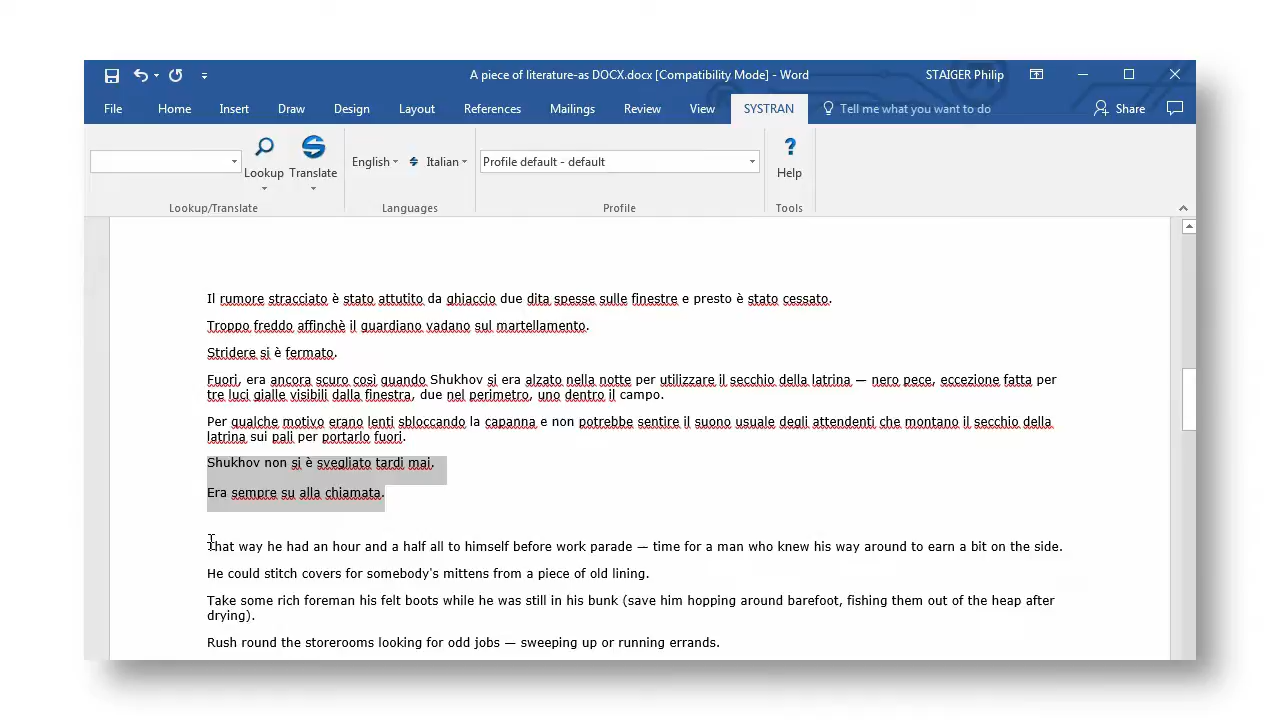 A piece of literature-as DOCX.docx [Compatibility Mode] - Word
STAIGER Philip
File Home Insert Draw Design Layout References Mailings Review View SYSTRAN Tell me what you want to do Share
Lookup
Translate
English
Italian
Profile default - default
Help
Lookup/Translate
Languages
Profile
Tools
Il rumore stracciato è stato attutito da ghiaccio due dita spesse sulle finestre e presto è stato cessato.
Troppo freddo affinchè il guardiano vadano sul martellamento.
Stridere si è fermato.
Fuori, era ancora scuro così quando Shukhov si era alzato nella notte per utilizzare il secchio della latrina — nero pece, eccezione fatta per
tre luci gialle visibili dalla finestra, due nel perimetro, uno dentro il campo.
Per qualche motivo erano lenti sbloccando la capanna e non potrebbe sentire il suono usuale degli attendenti che montano il secchio della
latrina sui pali per portarlo fuori.
Shukhov non si è svegliato tardi mai.
Era sempre su alla chiamata.
That way he had an hour and a half all to himself before work parade — time for a man who knew his way around to earn a bit on the side.
He could stitch covers for somebody's mittens from a piece of old lining.
Take some rich foreman his felt boots while he was still in his bunk (save him hopping around barefoot, fishing them out of the heap after
drying).
Rush round the storerooms looking for odd jobs — sweeping up or running errands.